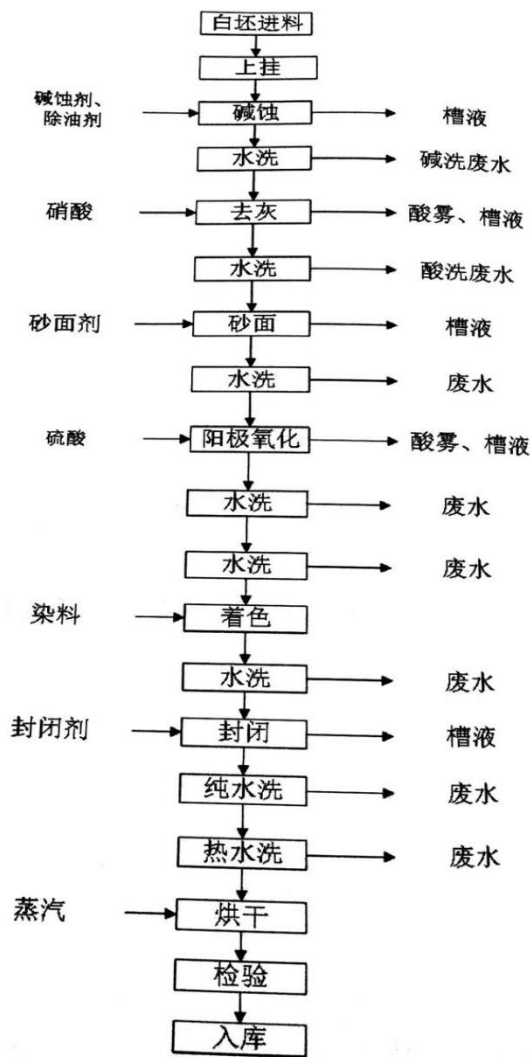 白坯进料
上挂
碱蚀剂、
除油剂
碱蚀
槽液
水洗
碱洗废水
硝酸
去灰
酸雾、槽液
水洗
酸洗废水
砂面剂
砂面
槽液
水洗
废水
硫酸
阳极氧化
酸雾、槽液
水洗
废水
水洗
废水
染料
着色
水洗
废水
封闭剂
封闭
槽液
纯水洗
废水
热水洗
废水
蒸汽
烘干
检验
入库